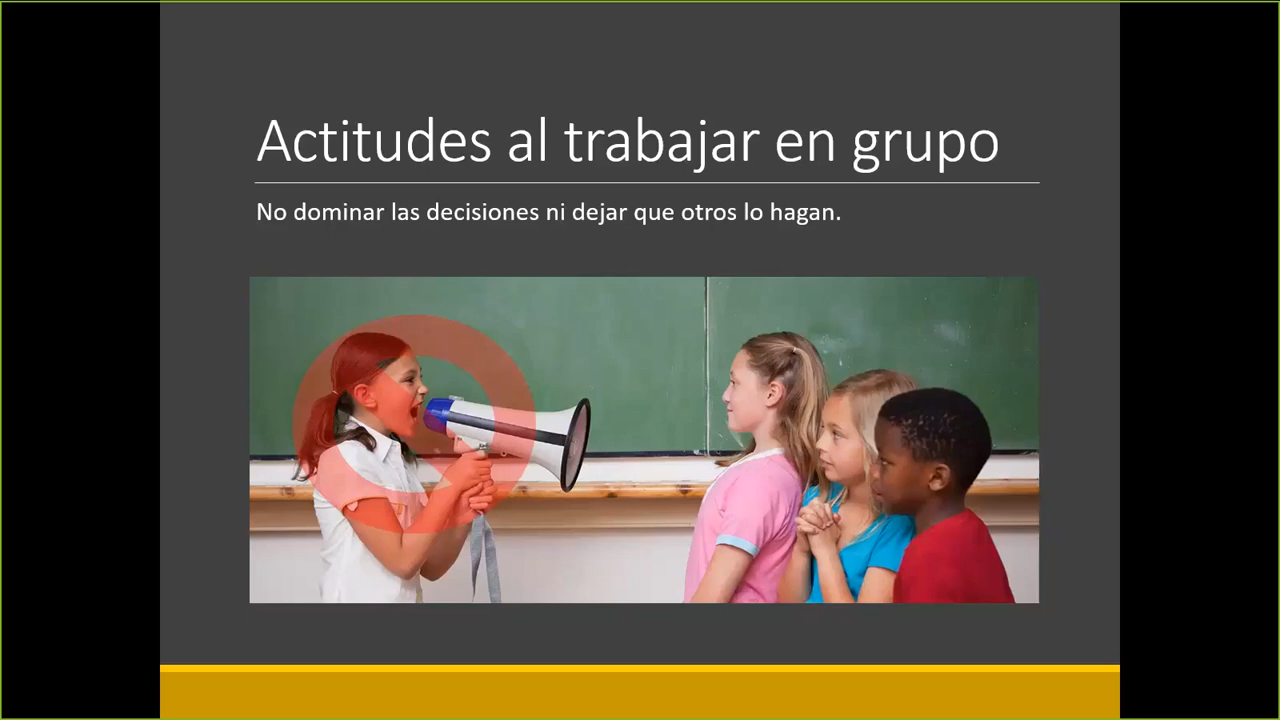 Actitudes al trabajar en grupo
No dominar las decisiones ni dejar que otros lo hagan.